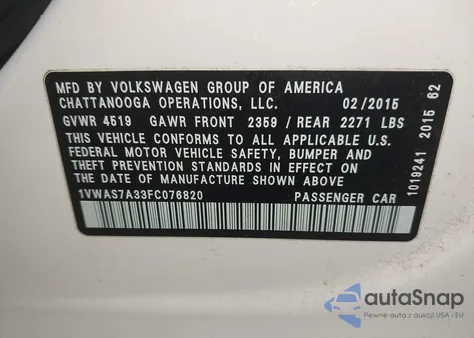 MFD BY VOLKSWAGEN GROUP OF AMERICA
CHATTANOOGA OPERATIONS, LLC. 02/2015
GVWR 4519 GAWR FRONT 2359 / REAR 2271 LBS
THIS VEHICLE CONFORMS TO ALL APPLICABLE U.S.
FEDERAL MOTOR VEHICLE SAFETY, BUMPER AND
THEFT PREVENTION STANDARDS IN EFFECT ON
THE DATE OF MANUFACTURE SHOWN ABOVE
1VWAS7A33FC076820 PASSENGER CAR
1019241 2015 62
autoSnap
Pewne auta z aukcji USA i EU